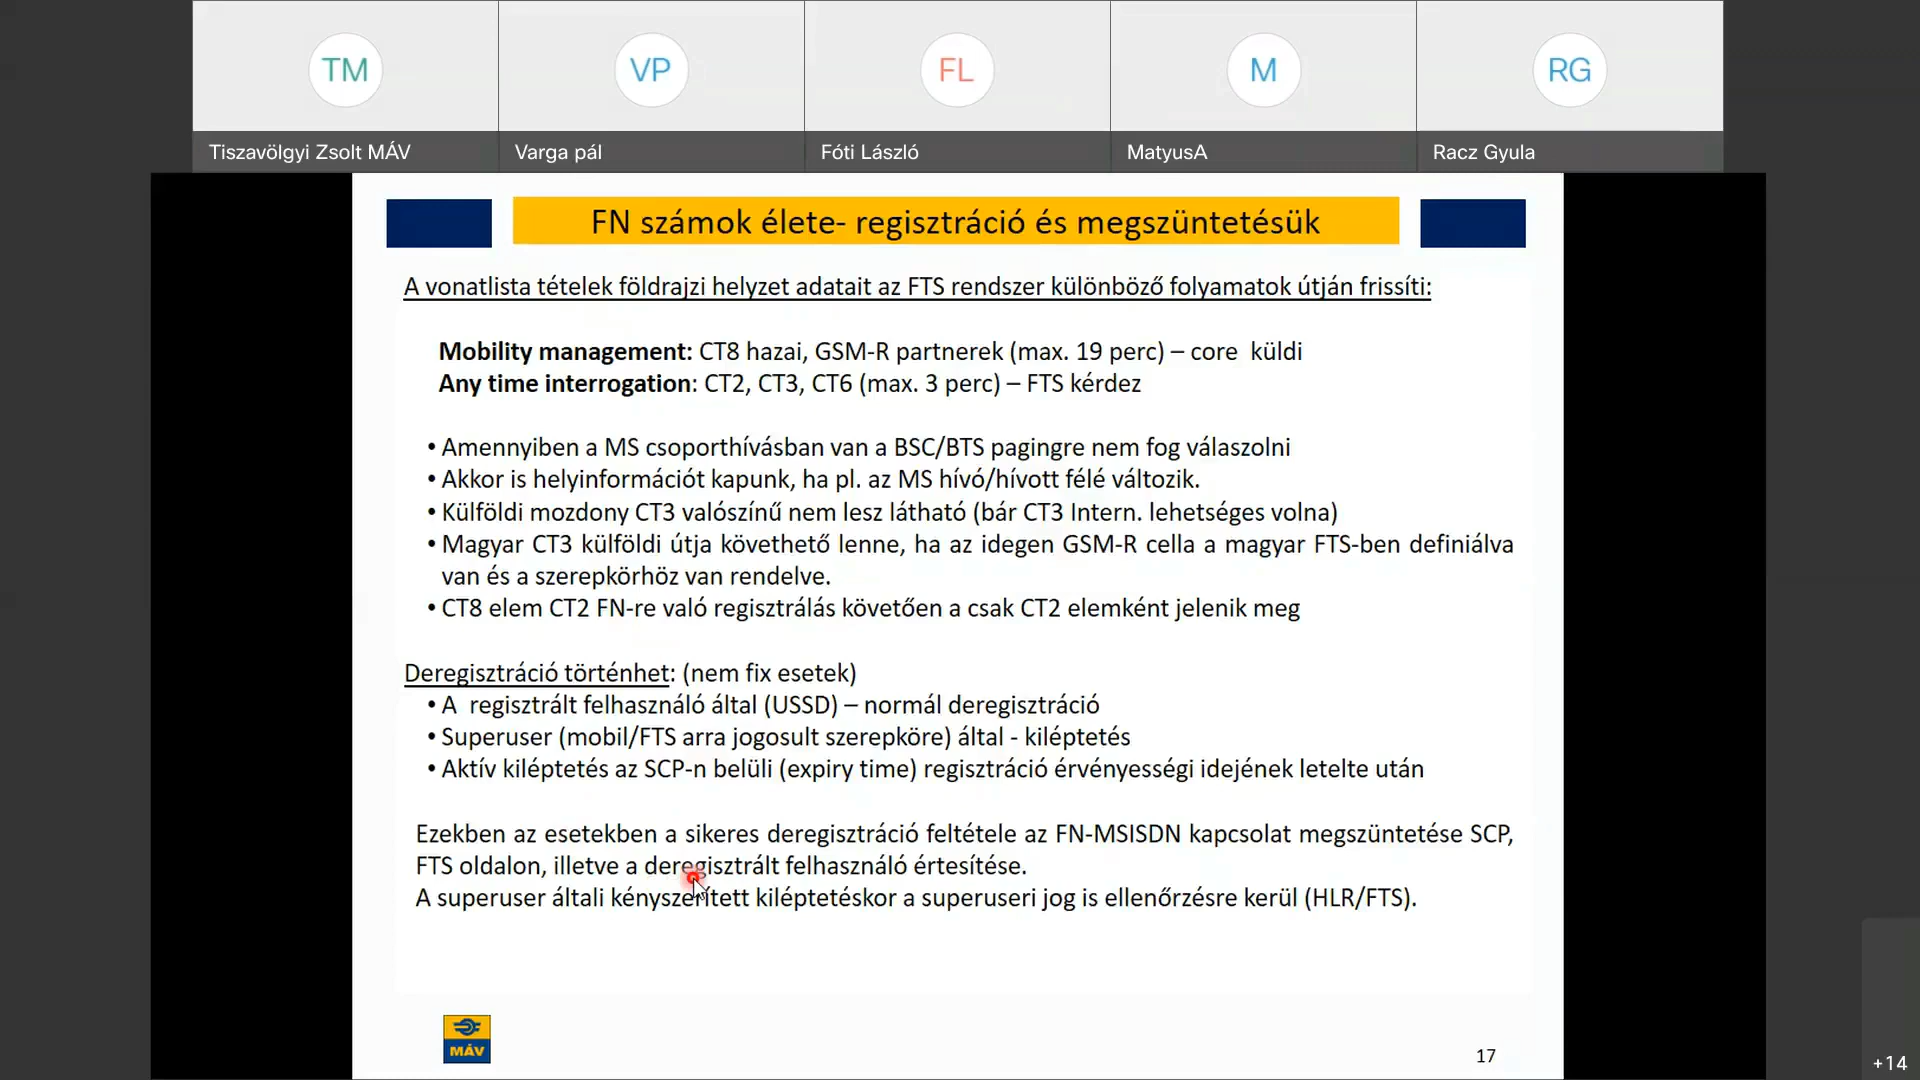 TM
VP
FL
M
RG
Tiszavölgyi Zsolt MÁV
Varga pál
Fóti László
MatyusA
Racz Gyula
FN számok élete- regisztráció és megszüntetésük
A vonatlista tételek földrajzi helyzet adatait az FTS rendszer különböző folyamatok útján frissíti:
Mobility management: CT8 hazai, GSM-R partnerek (max. 19 perc) – core küldi
Any time interrogation: CT2, CT3, CT6 (max. 3 perc) – FTS kérdez
• Amennyiben a MS csoporthívásban van a BSC/BTS pagingre nem fog válaszolni
• Akkor is helyinformációt kapunk, ha pl. az MS hívó/hívott félé változik.
• Külföldi mozdony CT3 valószínű nem lesz látható (bár CT3 Intern. lehetséges volna)
• Magyar CT3 külföldi útja követhető lenne, ha az idegen GSM-R cella a magyar FTS-ben definiálva
van és a szerepkörhöz van rendelve.
• CT8 elem CT2 FN-re való regisztrálás követően a csak CT2 elemként jelenik meg
Deregisztráció történhet: (nem fix esetek)
• A regisztrált felhasználó által (USSD) – normál deregisztráció
• Superuser (mobil/FTS arra jogosult szerepköre) által - kiléptetés
• Aktív kiléptetés az SCP-n belüli (expiry time) regisztráció érvényességi idejének letelte után
Ezekben az esetekben a sikeres deregisztráció feltétele az FN-MSISDN kapcsolat megszüntetése SCP,
FTS oldalon, illetve a deregisztrált felhasználó értesítése.
A superuser általi kényszerített kiléptetéskor a superuseri jog is ellenőrzésre kerül (HLR/FTS).
MÁV
17
+14